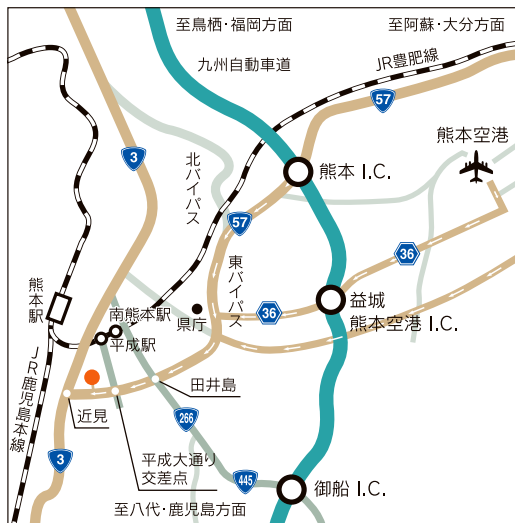 至鳥栖・福岡方面
至阿蘇・大分方面
九州自動車道
JR豊肥線
57
熊本空港
3
北バイパス
熊本 I.C.
57
36
東バイパス
熊本駅
南熊本駅
県庁
36
益城
熊本空港 I.C.
平成駅
JR鹿児島本線
田井島
近見
266
3
平成大通り
交差点
445
御船 I.C.
至八代・鹿児島方面